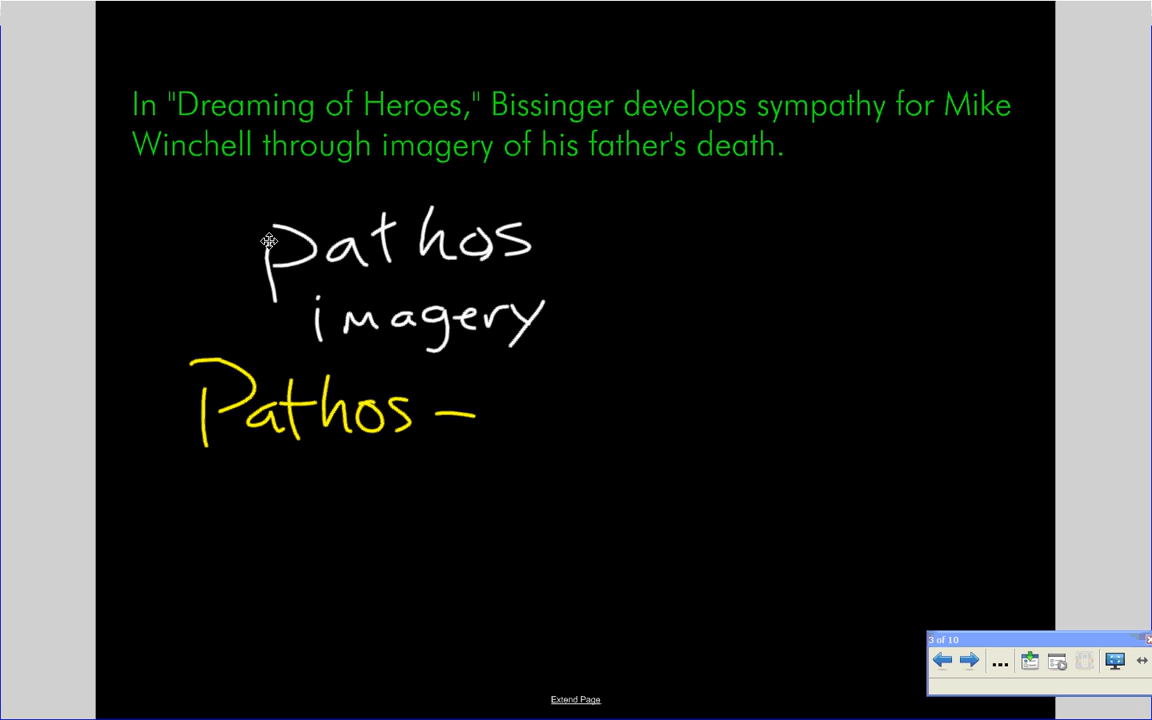 In "Dreaming of Heroes," Bissinger develops sympathy for Mike
Winchell through imagery of his father's death.
pathos
imagery
Pathos –
3 of 10
...
Extend Page